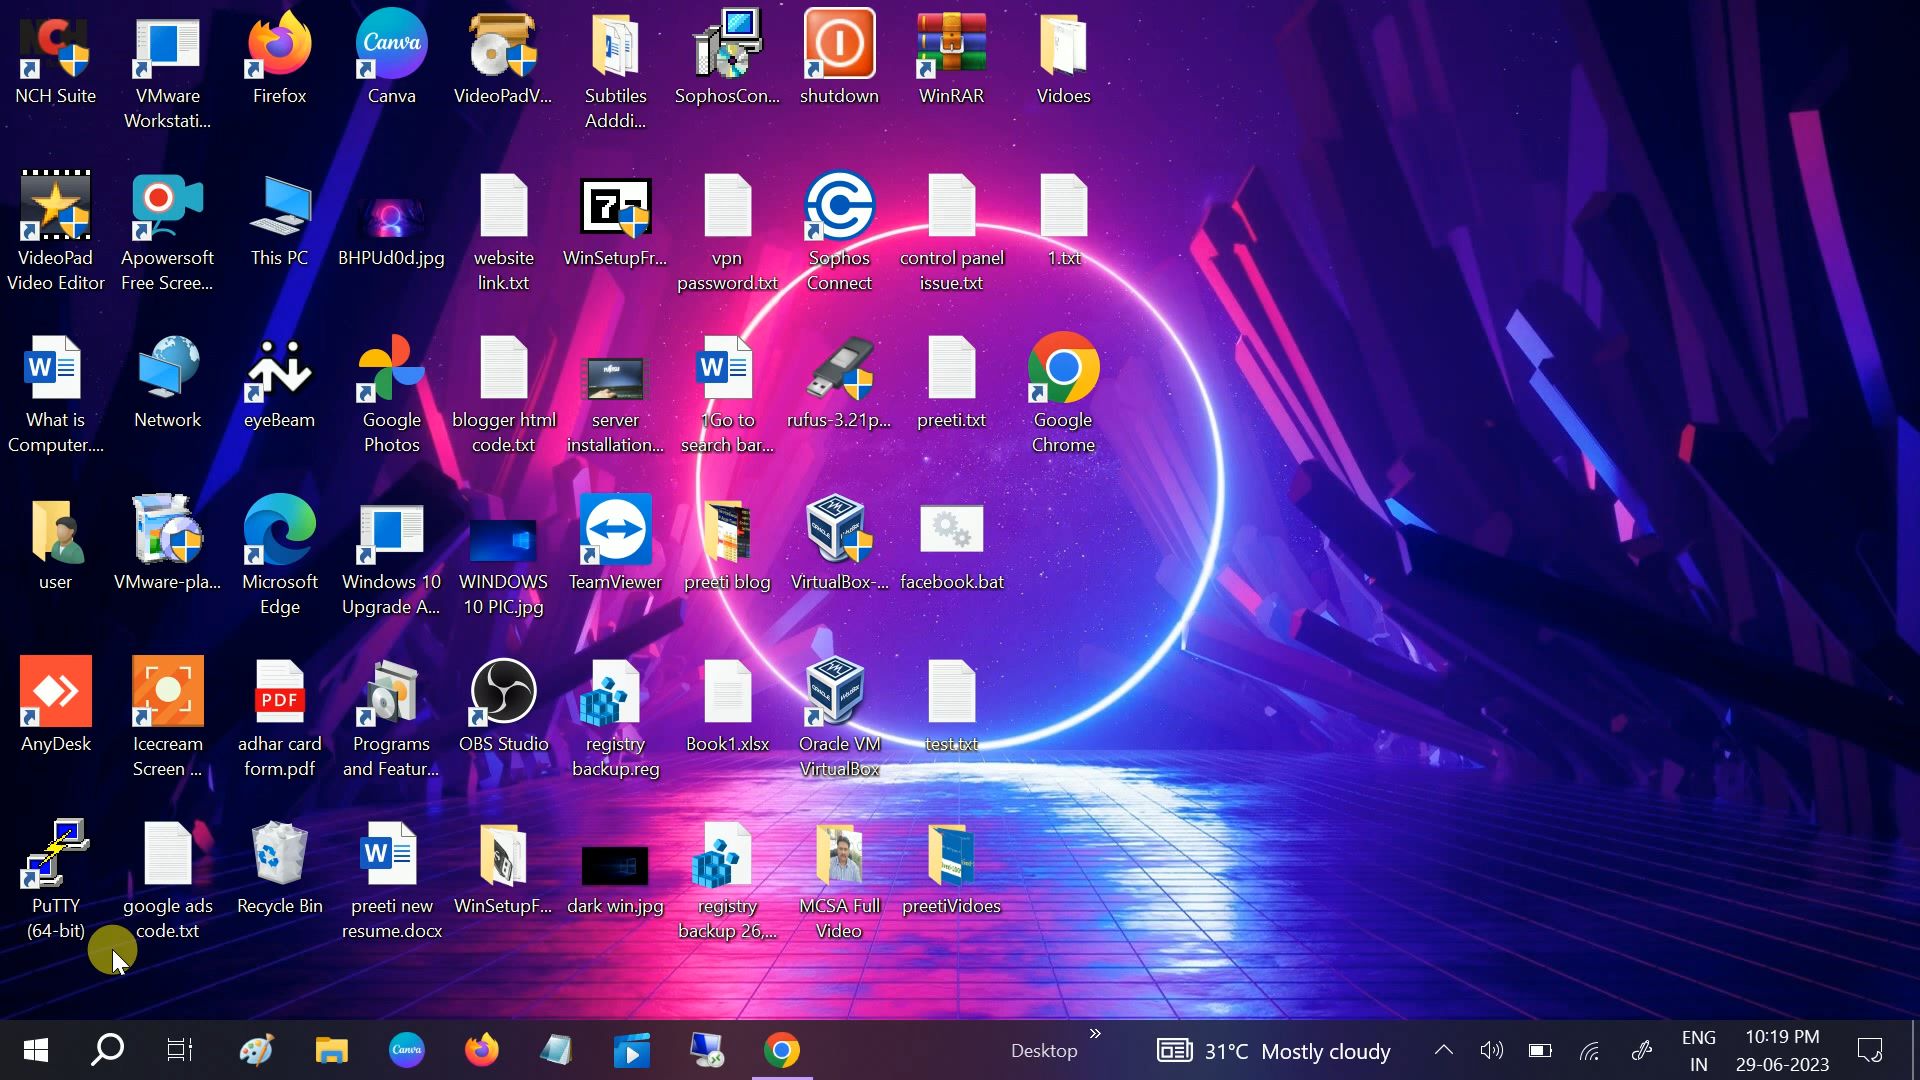 NCH Suite
VMware
Workstati...
Firefox
Canva
Canva
VideoPadV...
Subtiles
Adddi...
SophosCon...
shutdown
WinRAR
Vidoes
VideoPad
Video Editor
Apowersoft
Free Scree...
This PC
BHPUd0d.jpg
website
link.txt
WinSetupFr...
vpn
password.txt
Sophos
Connect
control panel
issue.txt
1.txt
What is
Computer....
Network
eyeBeam
Google
Photos
blogger html
code.txt
server
installation...
1Go to
search bar...
rufus-3.21p...
preeti.txt
Google
Chrome
user
VMware-pla...
Microsoft
Edge
Windows 10
Upgrade A...
WINDOWS
10 PIC.jpg
TeamViewer
preeti blog
VirtualBox-...
facebook.bat
AnyDesk
Icecream
Screen ...
PDF
adhar card
form.pdf
Programs
and Featur...
OBS Studio
registry
backup.reg
Book1.xlsx
Oracle VM
VirtualBox
test.txt
PuTTY
(64-bit)
google ads
code.txt
Recycle Bin
preeti new
resume.docx
WinSetupF...
dark win.jpg
registry
backup 26,...
MCSA Full
Video
preetiVidoes
Canva
Desktop
31°C Mostly cloudy
ENG
IN
10:19 PM
29-06-2023